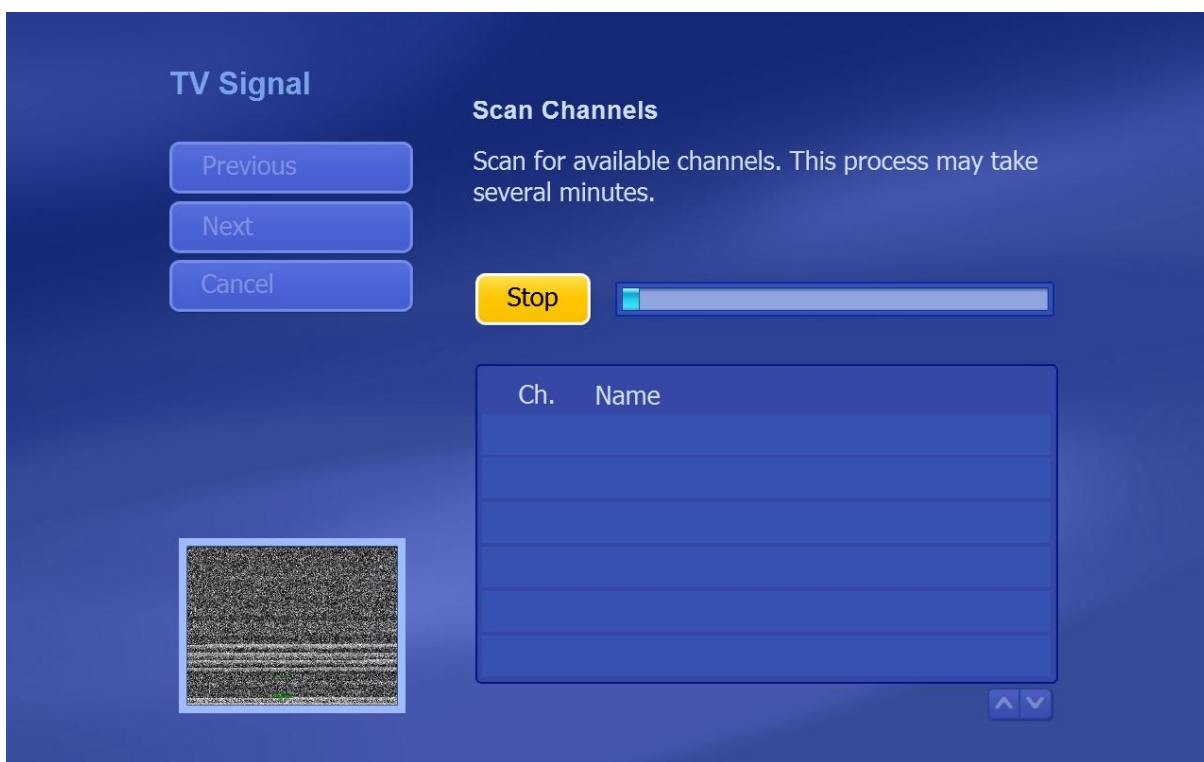 TV Signal
Previous
Next
Cancel
Scan Channels
Scan for available channels. This process may take
several minutes.
Stop
Ch. Name